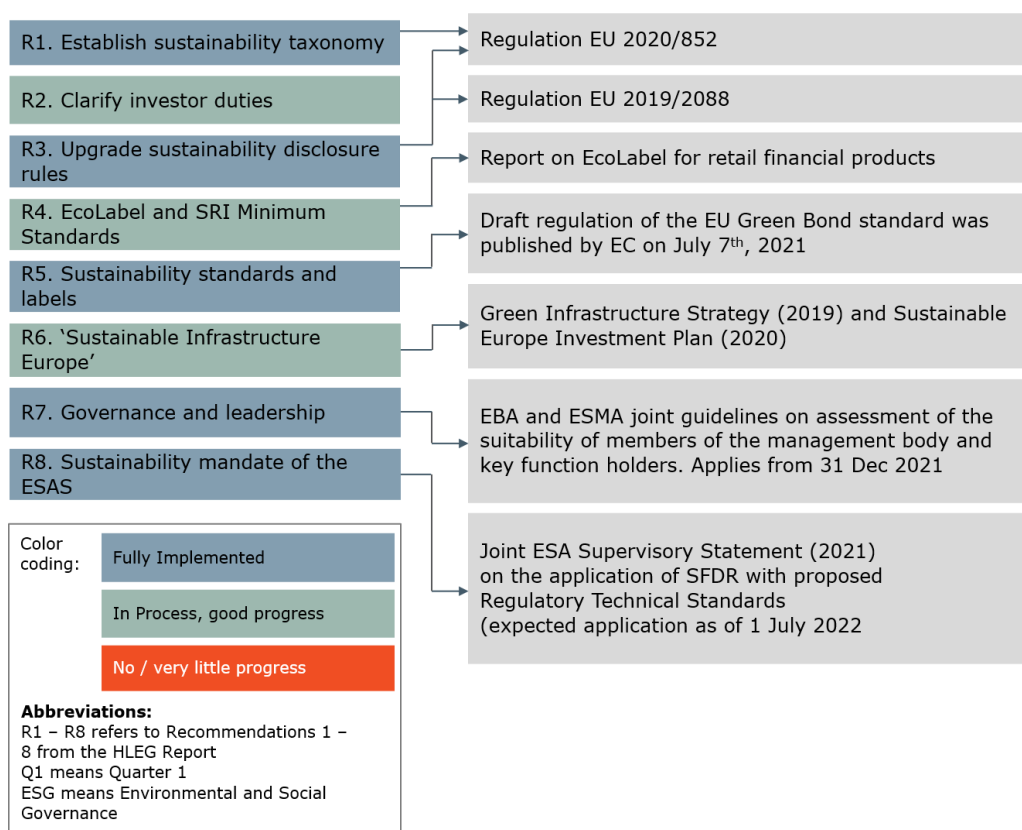 R1. Establish sustainability taxonomy
R2. Clarify investor duties
R3. Upgrade sustainability disclosure
rules
R4. EcoLabel and SRI Minimum
Standards
R5. Sustainability standards and
labels
R6. ‘Sustainable Infrastructure
Europe’
R7. Governance and leadership
R8. Sustainability mandate of the
ESAS
Regulation EU 2020/852
Regulation EU 2019/2088
Report on EcoLabel for retail financial products
Draft regulation of the EU Green Bond standard was
published by EC on July 7th, 2021
Green Infrastructure Strategy (2019) and Sustainable
Europe Investment Plan (2020)
EBA and ESMA joint guidelines on assessment of the
suitability of members of the management body and
key function holders. Applies from 31 Dec 2021
Joint ESA Supervisory Statement (2021)
on the application of SFDR with proposed
Regulatory Technical Standards
(expected application as of 1 July 2022
Color
coding:
Fully Implemented
In Process, good progress
No / very little progress
Abbreviations:
R1 – R8 refers to Recommendations 1 –
8 from the HLEG Report
Q1 means Quarter 1
ESG means Environmental and Social
Governance